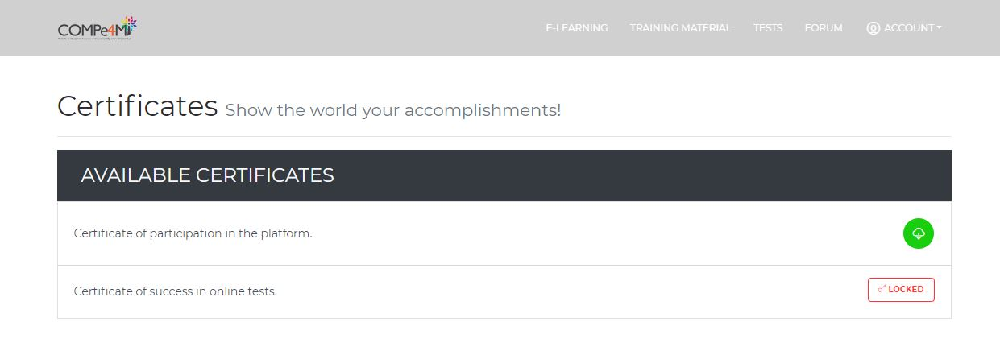 COMPe4MI
E-LEARNING TRAINING MATERIAL TESTS FORUM ACCOUNT
Certificates Show the world your accomplishments!
AVAILABLE CERTIFICATES
Certificate of participation in the platform.
Certificate of success in online tests. LOCKED